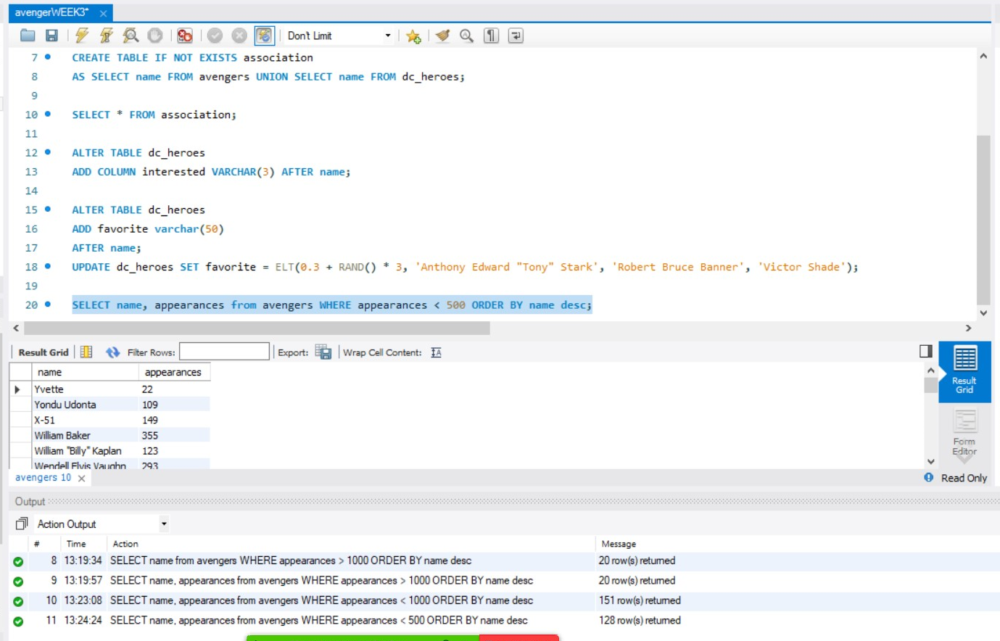 avengerWEEK3*
Don't Limit
7 CREATE TABLE IF NOT EXISTS association
8 AS SELECT name FROM avengers UNION SELECT name FROM dc_heroes;
9
10 SELECT * FROM association;
11
12 ALTER TABLE dc_heroes
13 ADD COLUMN interested VARCHAR(3) AFTER name;
14
15 ALTER TABLE dc_heroes
16 ADD favorite varchar(50)
17 AFTER name;
18 UPDATE dc_heroes SET favorite = ELT(0.3 + RAND() * 3, 'Anthony Edward "Tony" Stark', 'Robert Bruce Banner', 'Victor Shade');
19
20 SELECT name, appearances from avengers WHERE appearances < 500 ORDER BY name desc;
Result Grid Filter Rows: Export: Wrap Cell Content:
name appearances
Yvette 22
Yondu Udonta 109
X-51 149
William Baker 355
William "Billy" Kaplan 123
Wendell Elvis Vaughn 293
Result
Grid
Form
Editor
avengers 10
Read Only
Output
Action Output
# Time Action Message
8 13:19:34 SELECT name from avengers WHERE appearances > 1000 ORDER BY name desc 20 row(s) returned
9 13:19:57 SELECT name, appearances from avengers WHERE appearances > 1000 ORDER BY name desc 20 row(s) returned
10 13:23:08 SELECT name, appearances from avengers WHERE appearances < 1000 ORDER BY name desc 151 row(s) returned
11 13:24:24 SELECT name, appearances from avengers WHERE appearances < 500 ORDER BY name desc 128 row(s) returned